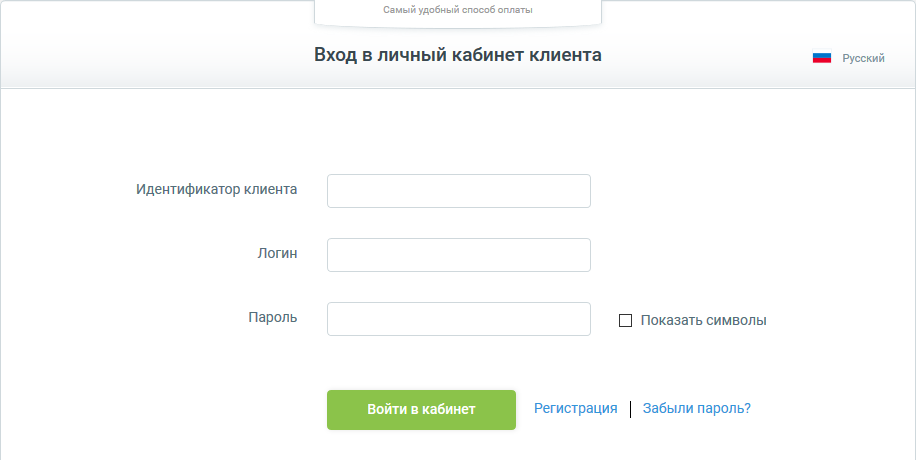 Самый удобный способ оплаты
Вход в личный кабинет клиента
Русский
Идентификатор клиента
Логин
Пароль
Показать символы
Войти в кабинет
Регистрация
Забыли пароль?